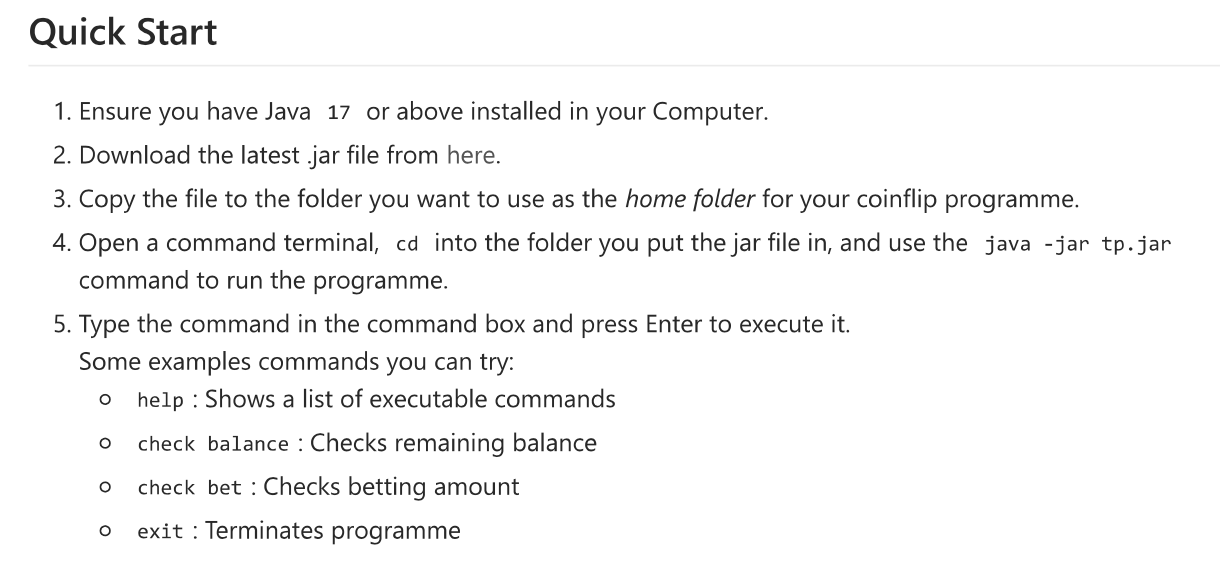 Quick Start
1. Ensure you have Java 17 or above installed in your Computer.
2. Download the latest .jar file from here.
3. Copy the file to the folder you want to use as the home folder for your coinflip programme.
4. Open a command terminal, cd into the folder you put the jar file in, and use the java -jar tp.jar
command to run the programme.
5. Type the command in the command box and press Enter to execute it.
Some examples commands you can try:
help : Shows a list of executable commands
check balance : Checks remaining balance
check bet : Checks betting amount
exit : Terminates programme